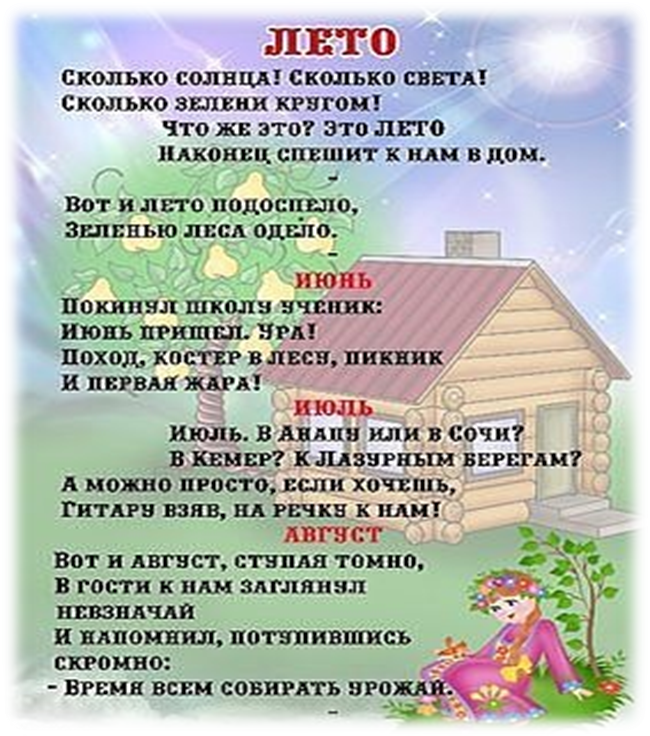 ЛЕТО
Сколько солнца! Сколько света!
Сколько зелени кругом!
Что же это? Это ЛЕТО
Наконец спешит к нам в дом.
-
Вот и лето подоспело,
Зеленью леса одело.
-
ИЮНЬ
Покинул школу ученик:
Июнь пришел. Ура!
Поход, костер в лесу, пикник
И первая жара!
ИЮЛЬ
Июль. В Анапу или в Сочи?
В Кемер? К Лазурным берегам?
А можно просто, если хочешь,
Гитару взяв, на речку к нам!
АВГУСТ
Вот и август, ступая томно,
В гости к нам заглянул
невзначай
И напомнил, потупившись
скромно:
- Время всем собирать урожай.
-